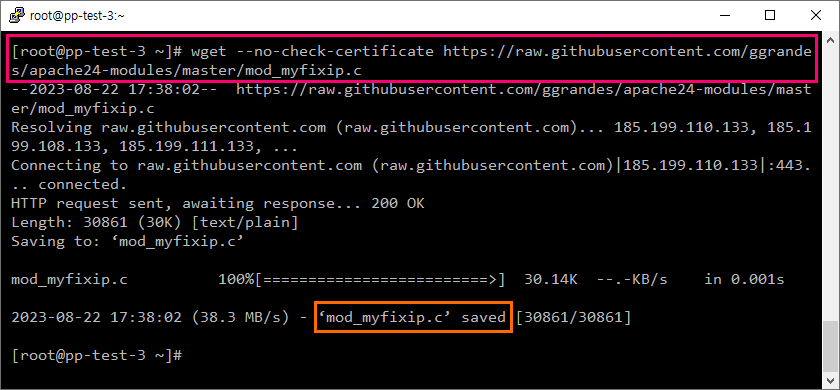 root@pp-test-3:~
[root@pp-test-3 ~]# wget --no-check-certificate https://raw.githubusercontent.com/ggrande
s/apache24-modules/master/mod_myfixip.c
--2023-08-22 17:38:02--  https://raw.githubusercontent.com/ggrandes/apache24-modules/mast
er/mod_myfixip.c
Resolving raw.githubusercontent.com (raw.githubusercontent.com)... 185.199.110.133, 185.1
99.108.133, 185.199.111.133, ...
Connecting to raw.githubusercontent.com (raw.githubusercontent.com)|185.199.110.133|:443.
.. connected.
HTTP request sent, awaiting response... 200 OK
Length: 30861 (30K) [text/plain]
Saving to: ‘mod_myfixip.c’
mod_myfixip.c          100%[==========================>]  30.14K  --.-KB/s    in 0.001s
2023-08-22 17:38:02 (38.3 MB/s) - ‘mod_myfixip.c’ saved [30861/30861]
[root@pp-test-3 ~]#